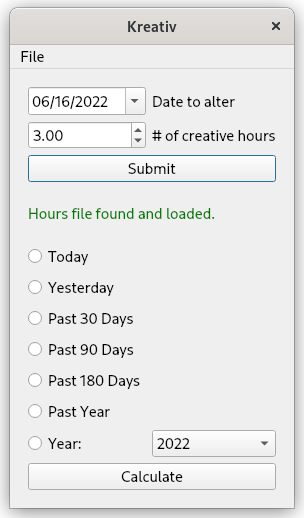 Kreativ
File
06/16/2022 Date to alter
3.00 # of creative hours
Submit
Hours file found and loaded.
Today
Yesterday
Past 30 Days
Past 90 Days
Past 180 Days
Past Year
Year: 2022
Calculate